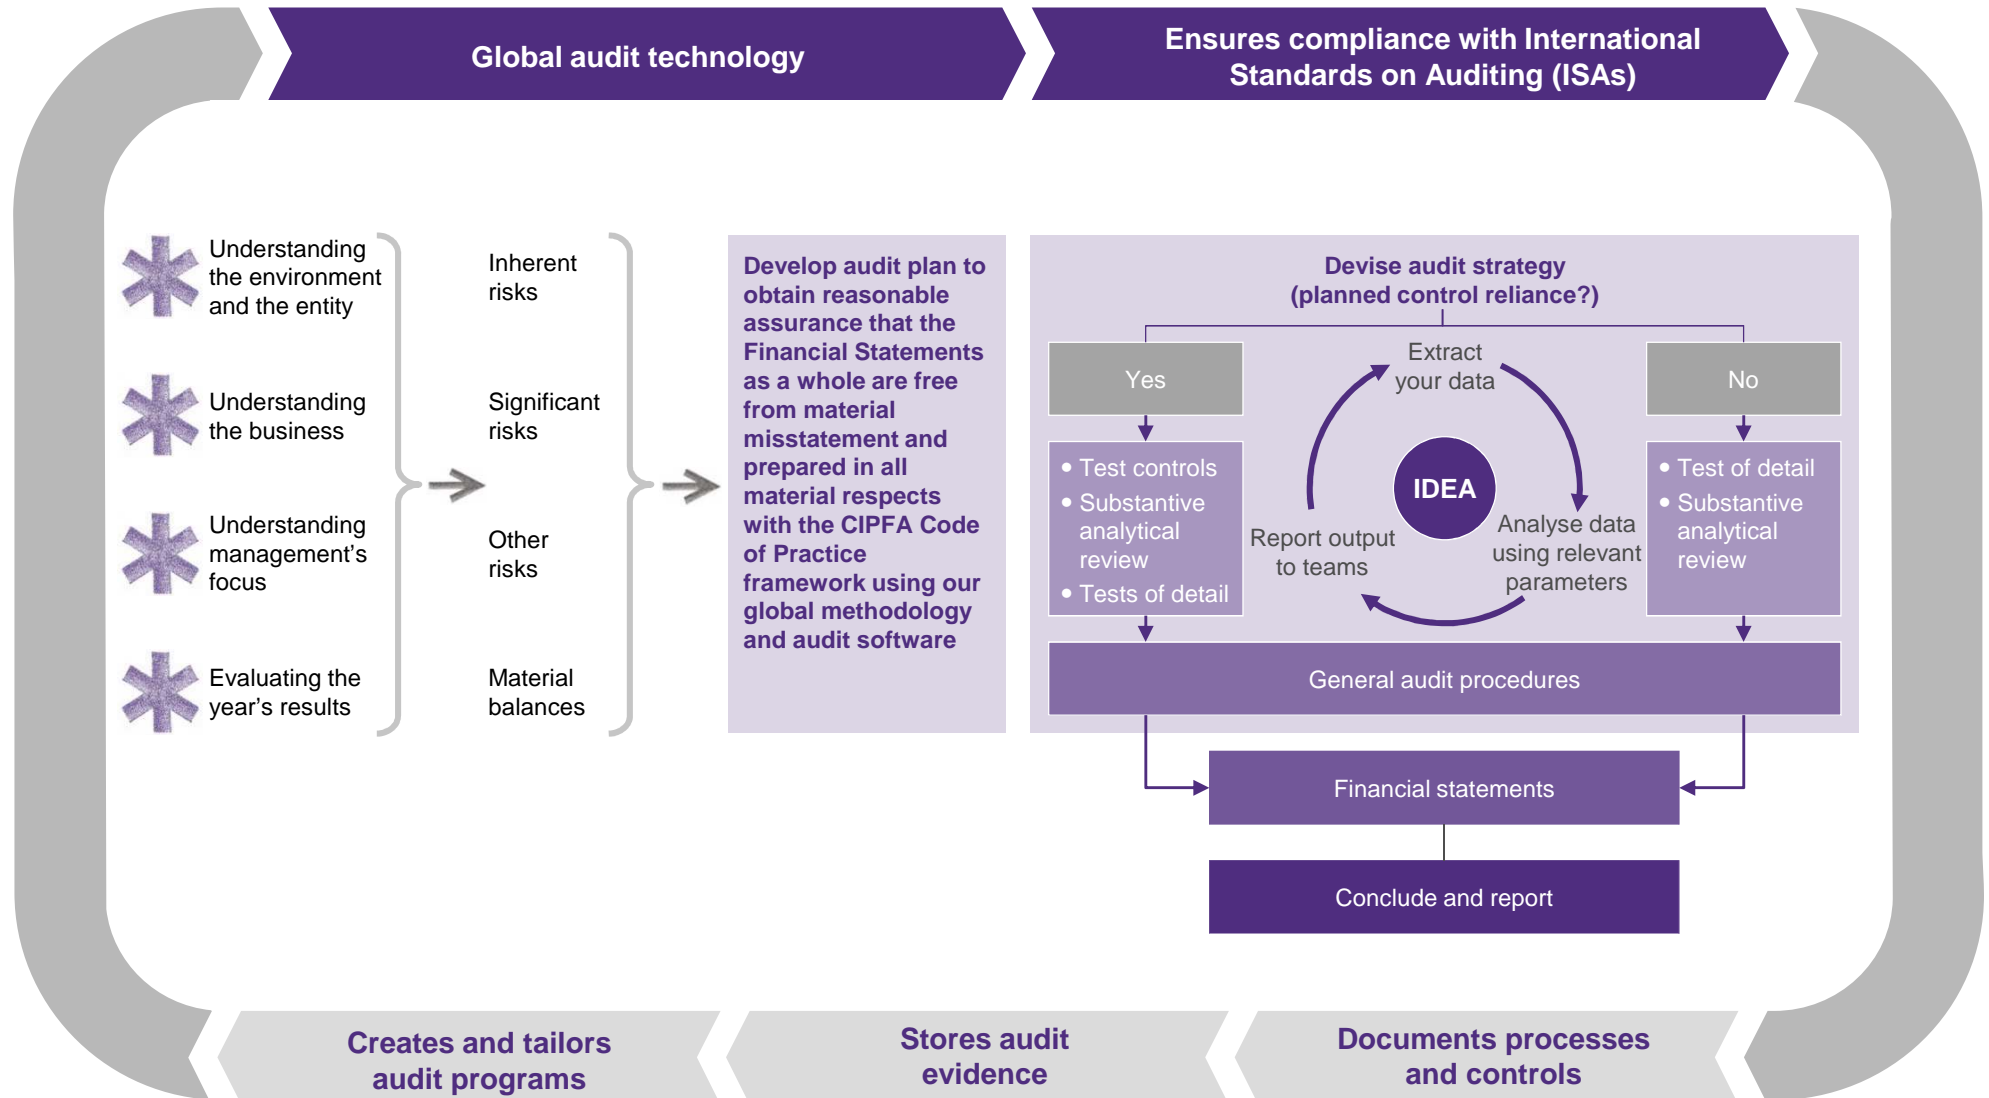 Global audit technology
Ensures compliance with International
Standards on Auditing (ISAs)
Understanding
the environment
and the entity
Understanding
the business
Understanding
management’s
focus
Evaluating the
year’s results
Inherent
risks
Significant
risks
Other
risks
Material
balances
Develop audit plan to
obtain reasonable
assurance that the
Financial Statements
as a whole are free
from material
misstatement and
prepared in all
material respects
with the CIPFA Code
of Practice
framework using our
global methodology
and audit software
Devise audit strategy
(planned control reliance?)
Yes
• Test controls
• Substantive
analytical
review
• Tests of detail
Extract
your data
IDEA
Analyse data
using relevant
parameters
Report output
to teams
No
• Test of detail
• Substantive
analytical
review
General audit procedures
Financial statements
Conclude and report
Creates and tailors
audit programs
Stores audit
evidence
Documents processes
and controls